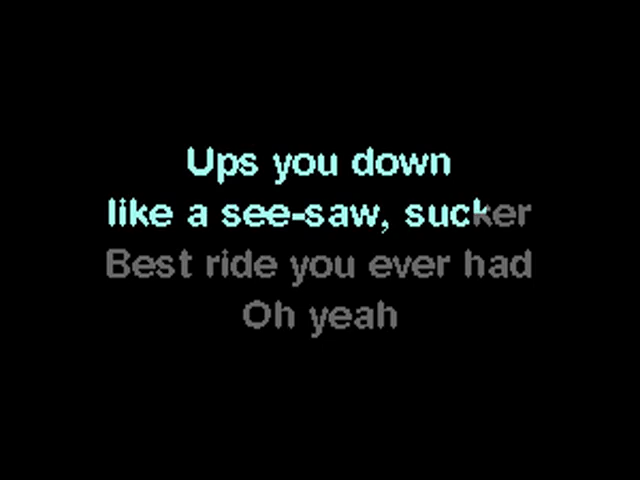 Ups you down
like a see-saw, sucker
Best ride you ever had
Oh yeah